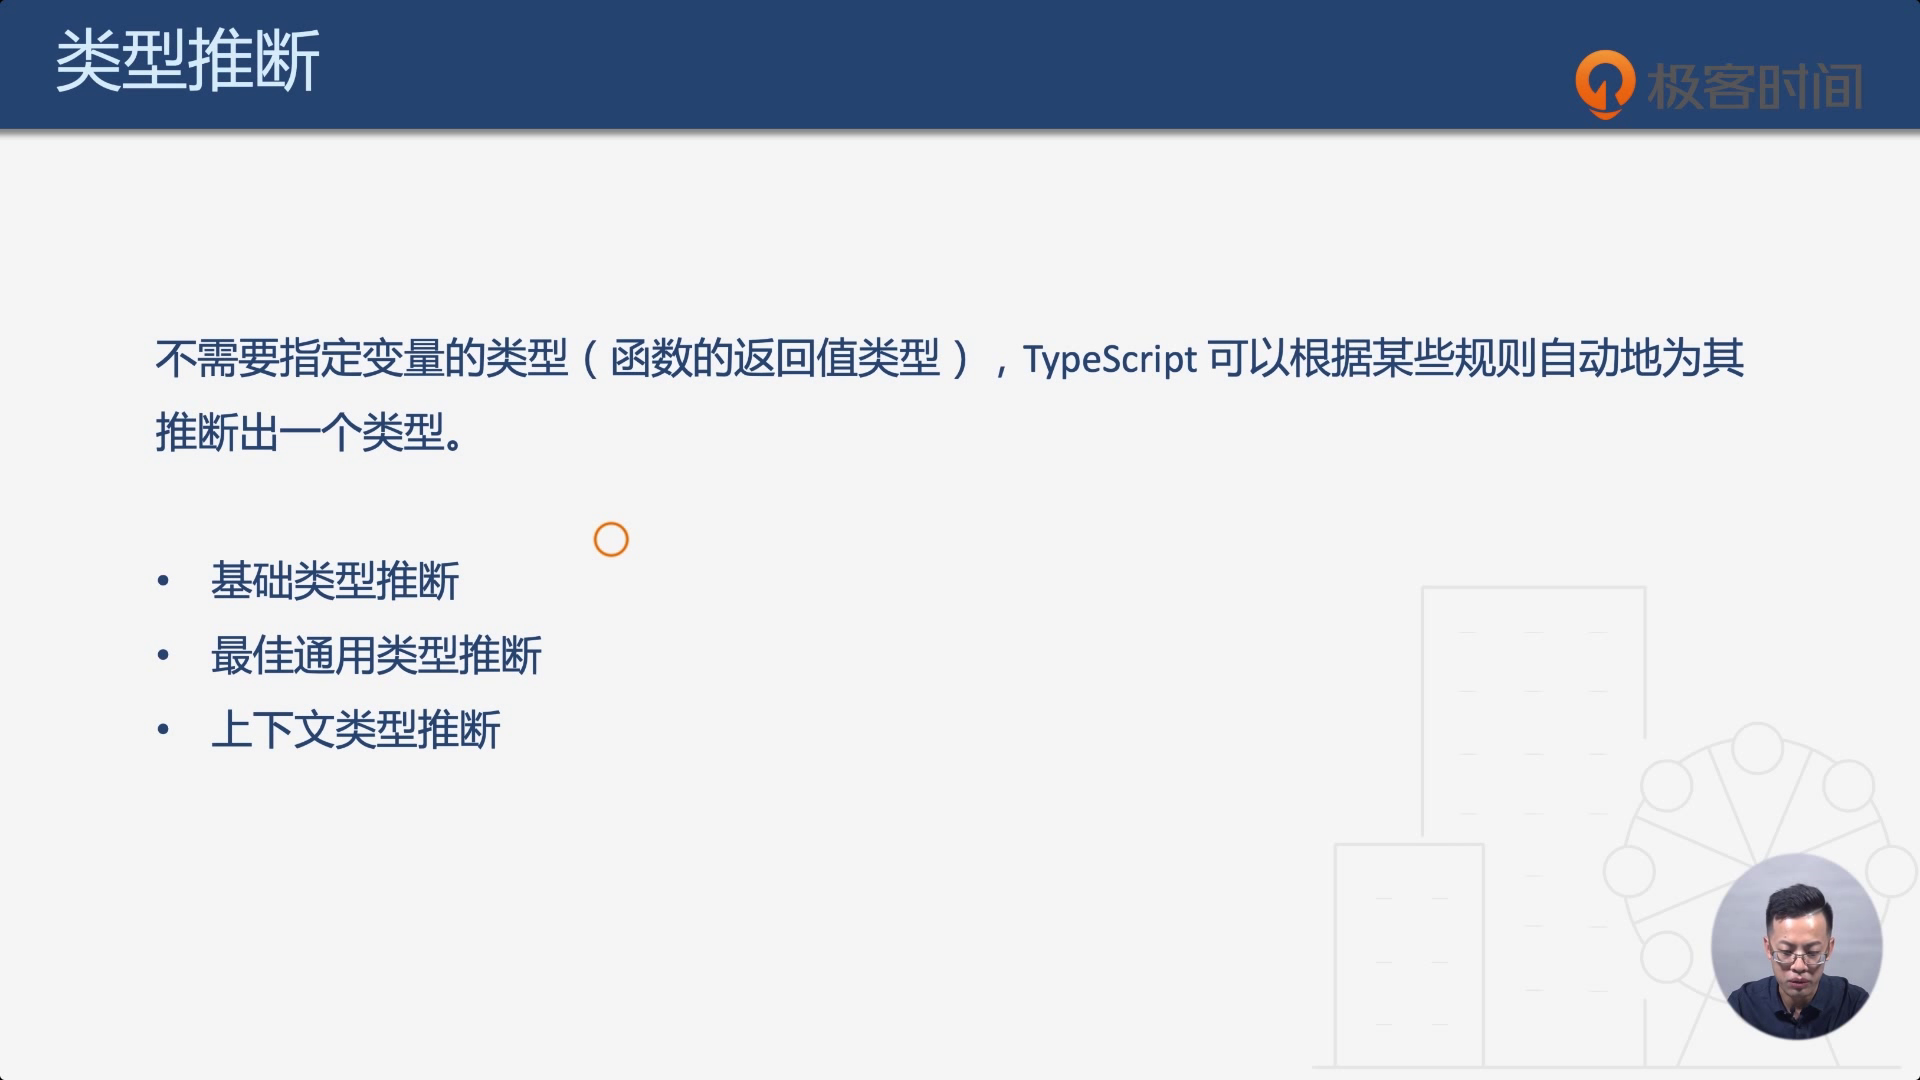 类型推断
极客时间
不需要指定变量的类型（函数的返回值类型），TypeScript 可以根据某些规则自动地为其
推断出一个类型。
• 基础类型推断
• 最佳通用类型推断
• 上下文类型推断